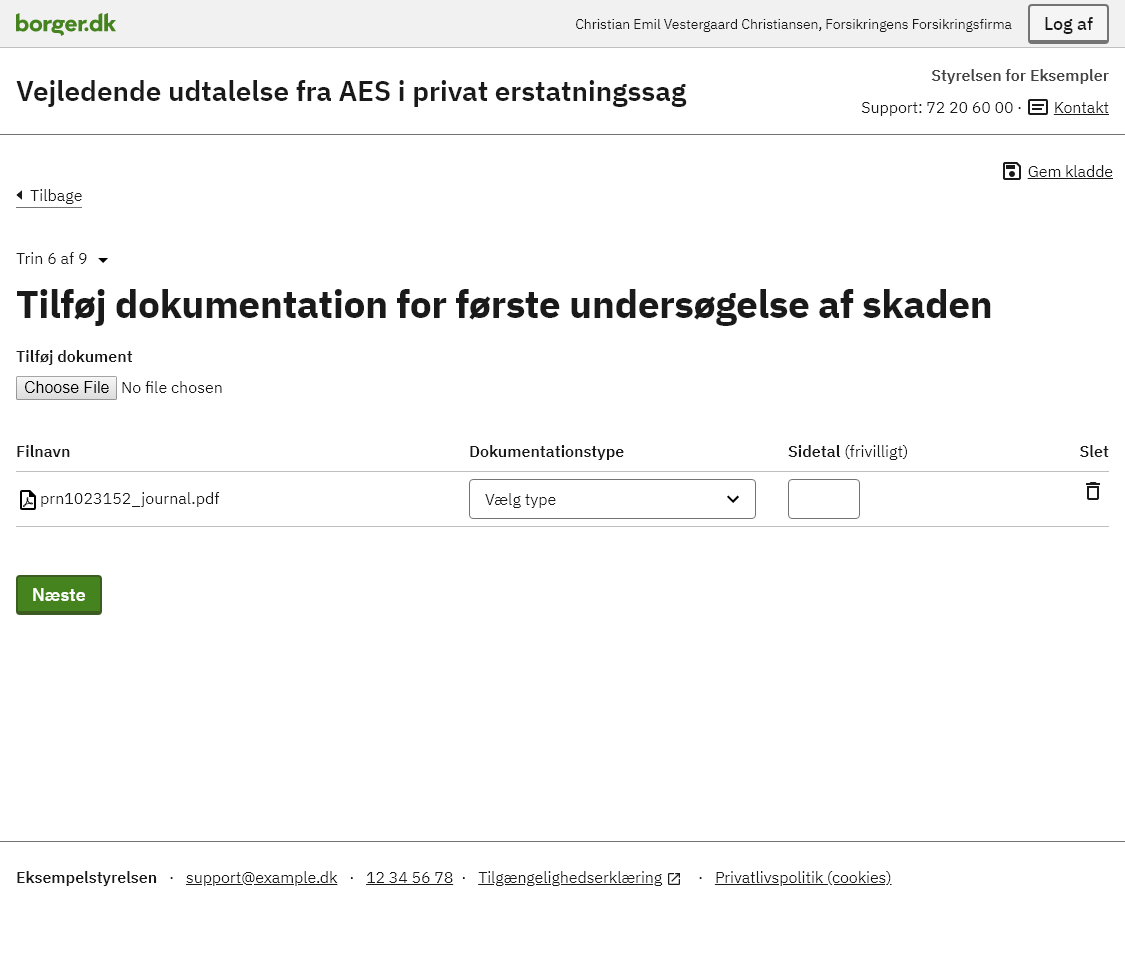 borger.dk
Christian Emil Vestergaard Christiansen, Forsikringens Forsikringsfirma
Log af
Vejledende udtalelse fra AES i privat erstatningssag
Styrelsen for Eksempler
Support: 72 20 60 00 · Kontakt
Gem kladde
Tilbage
Trin 6 af 9
Tilføj dokumentation for første undersøgelse af skaden
Tilføj dokument
Choose File No file chosen
Filnavn Dokumentationstype Sidetal (frivilligt) Slet
prn1023152_journal.pdf Vælg type
Næste
Eksempelstyrelsen · support@example.dk · 12 34 56 78 · Tilgængelighedserklæring · Privatlivspolitik (cookies)